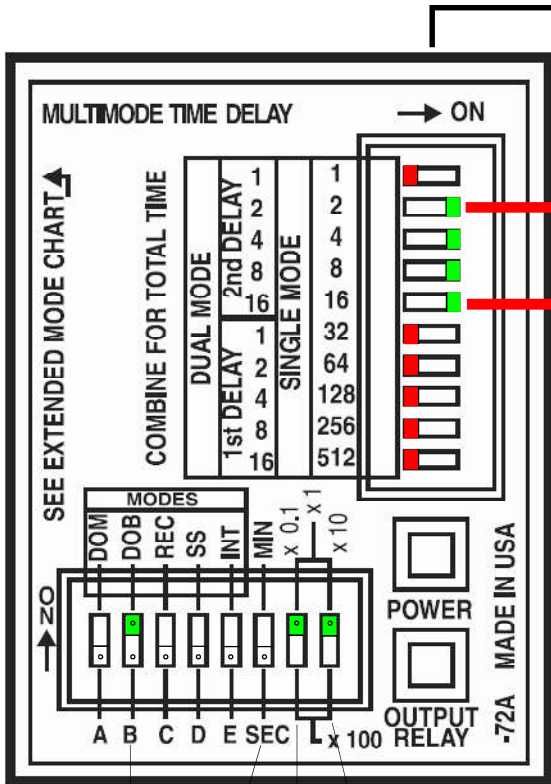 MULTIMODE TIME DELAY
ON
SEE EXTENDED MODE CHART
COMBINE FOR TOTAL TIME
DUAL MODE
2nd DELAY
1
2
4
8
16
1st DELAY
1
2
4
8
16
SINGLE MODE
1
2
4
8
16
32
64
128
256
512
MODES
DOM
DOB
REC
SS
INT
MIN
x 0.1
x 1
x 10
ON
A B C D E SEC
x 100
POWER
OUTPUT
RELAY
-72A MADE IN USA